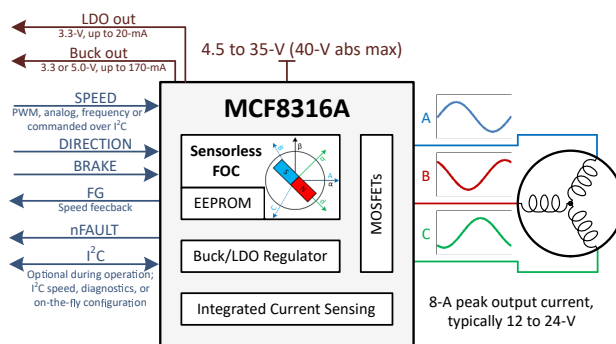 LDO out
3.3-V, up to 20-mA
Buck out
3.3 or 5.0-V, up to 170-mA
4.5 to 35-V (40-V abs max)
SPEED
PWM, analog, frequency or
commanded over I²C
DIRECTION
BRAKE
FG
Speed feecback
nFAULT
I²C
Optional during operation;
I²C speed, diagnostics, or
on-the-fly configuration
MCF8316A
Sensorless
FOC
EEPROM
β
A
α
S
d
C
MOSFETs
Buck/LDO Regulator
Integrated Current Sensing
A
B
C
8-A peak output current,
typically 12 to 24-V